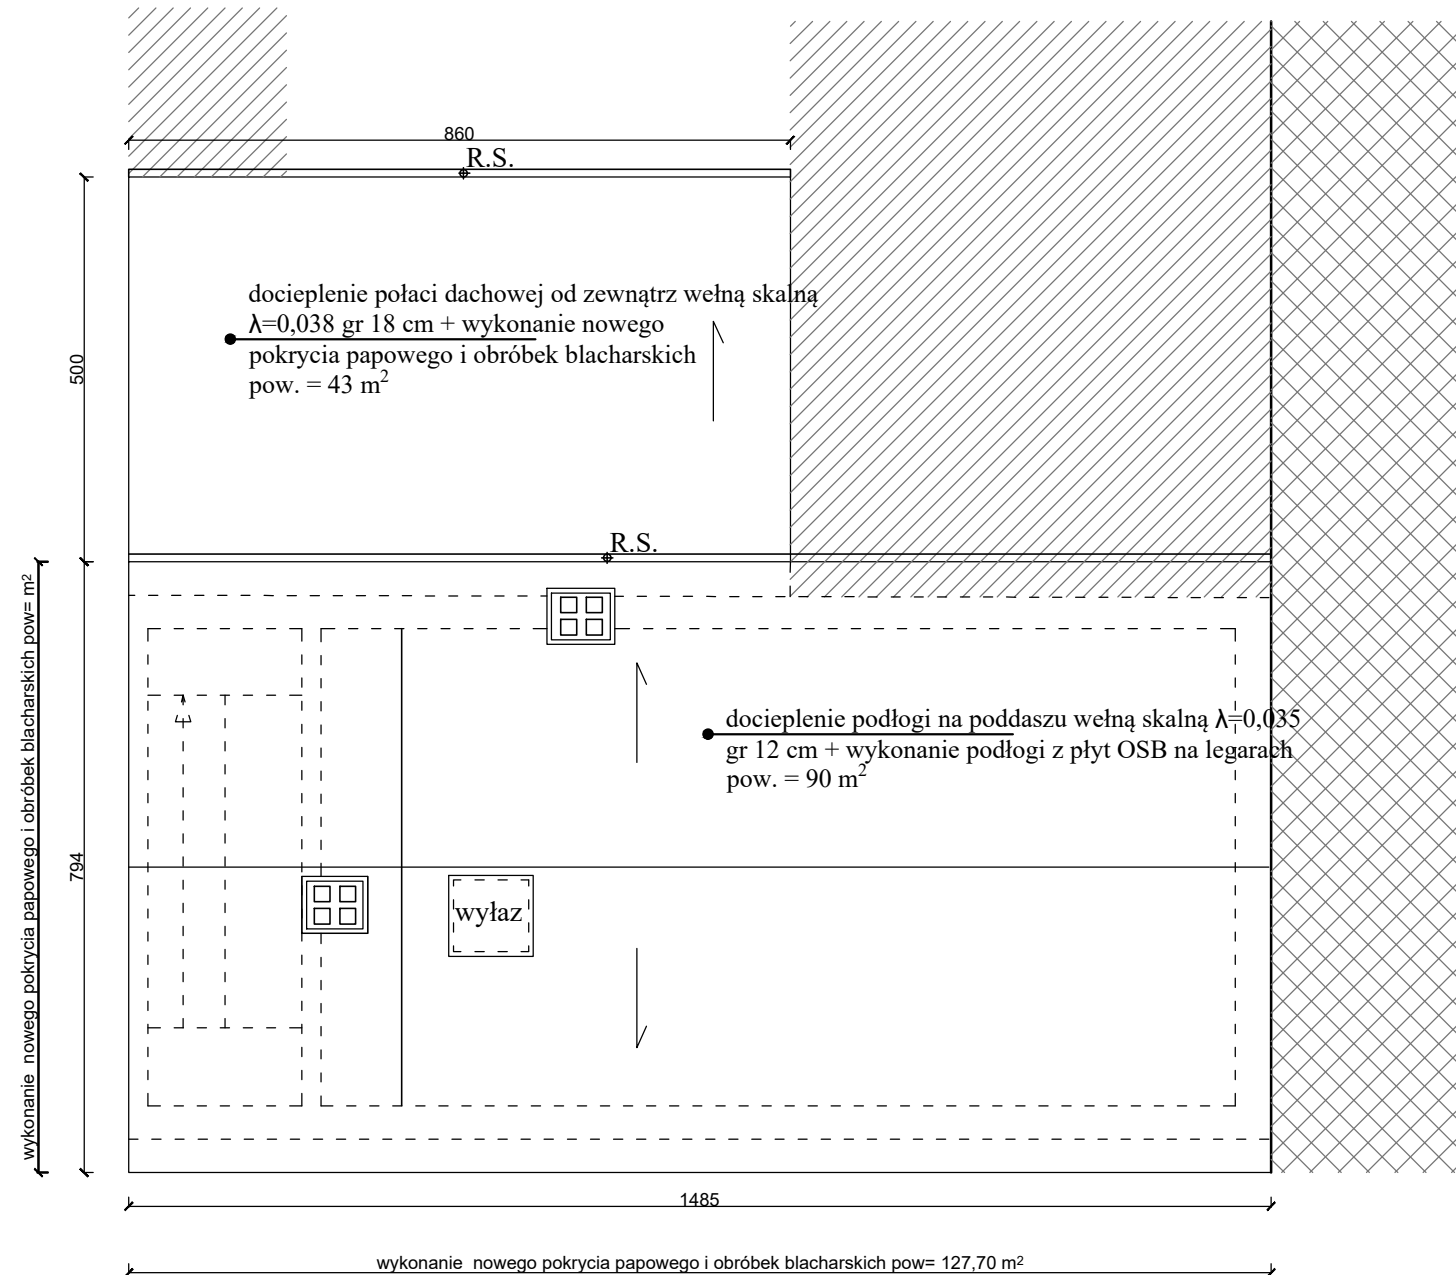 860
R.S.
docieplenie połaci dachowej od zewnątrz wełną skalną
λ=0,038 gr 18 cm + wykonanie nowego
pokrycia papowego i obróbek blacharskich
pow. = 43 m²
500
R.S.
docieplenie podłogi na poddaszu wełną skalną λ=0,035
gr 12 cm + wykonanie podłogi z płyt OSB na legarach
pow. = 90 m²
wykonanie  nowego pokrycia papowego i obróbek blacharskich pow= m²
794
wyłaz
1485
wykonanie  nowego pokrycia papowego i obróbek blacharskich pow= 127,70 m²